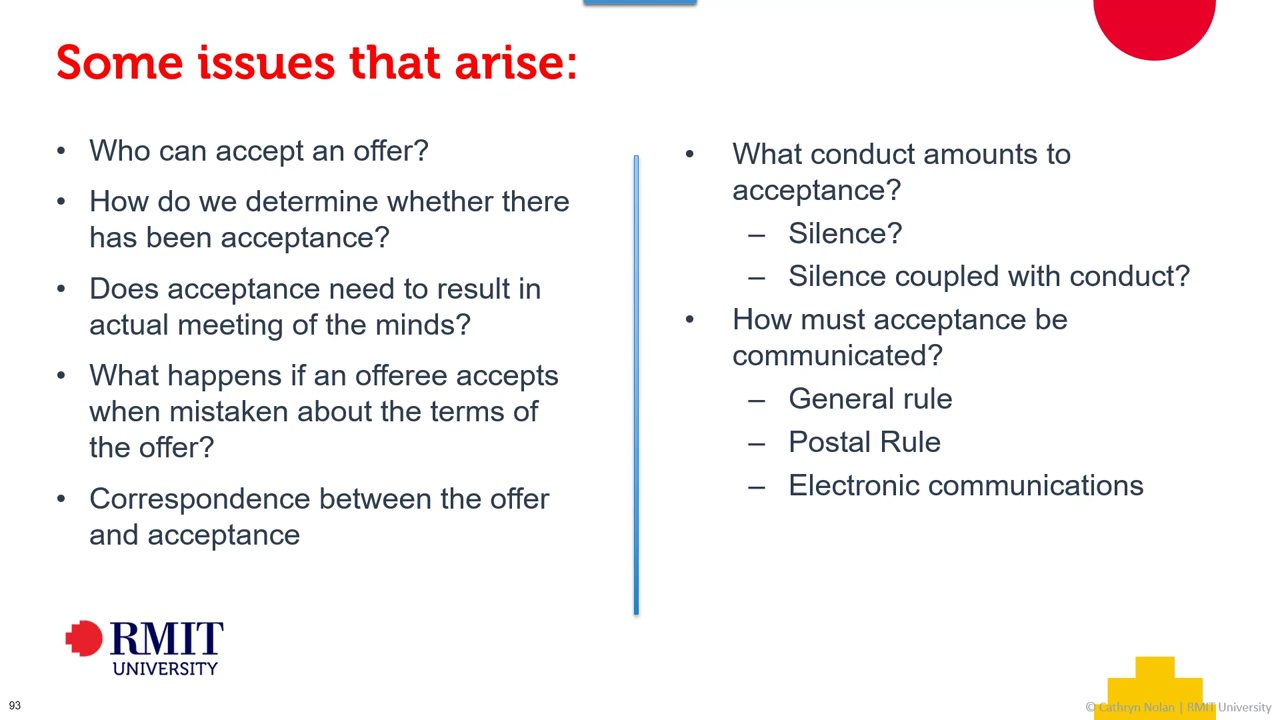 Some issues that arise:
• Who can accept an offer?
• How do we determine whether there
has been acceptance?
• Does acceptance need to result in
actual meeting of the minds?
• What happens if an offeree accepts
when mistaken about the terms of
the offer?
• Correspondence between the offer
and acceptance
• What conduct amounts to
acceptance?
– Silence?
– Silence coupled with conduct?
• How must acceptance be
communicated?
– General rule
– Postal Rule
– Electronic communications
RMIT
UNIVERSITY
93
© Cathryn Nolan | RMIT University